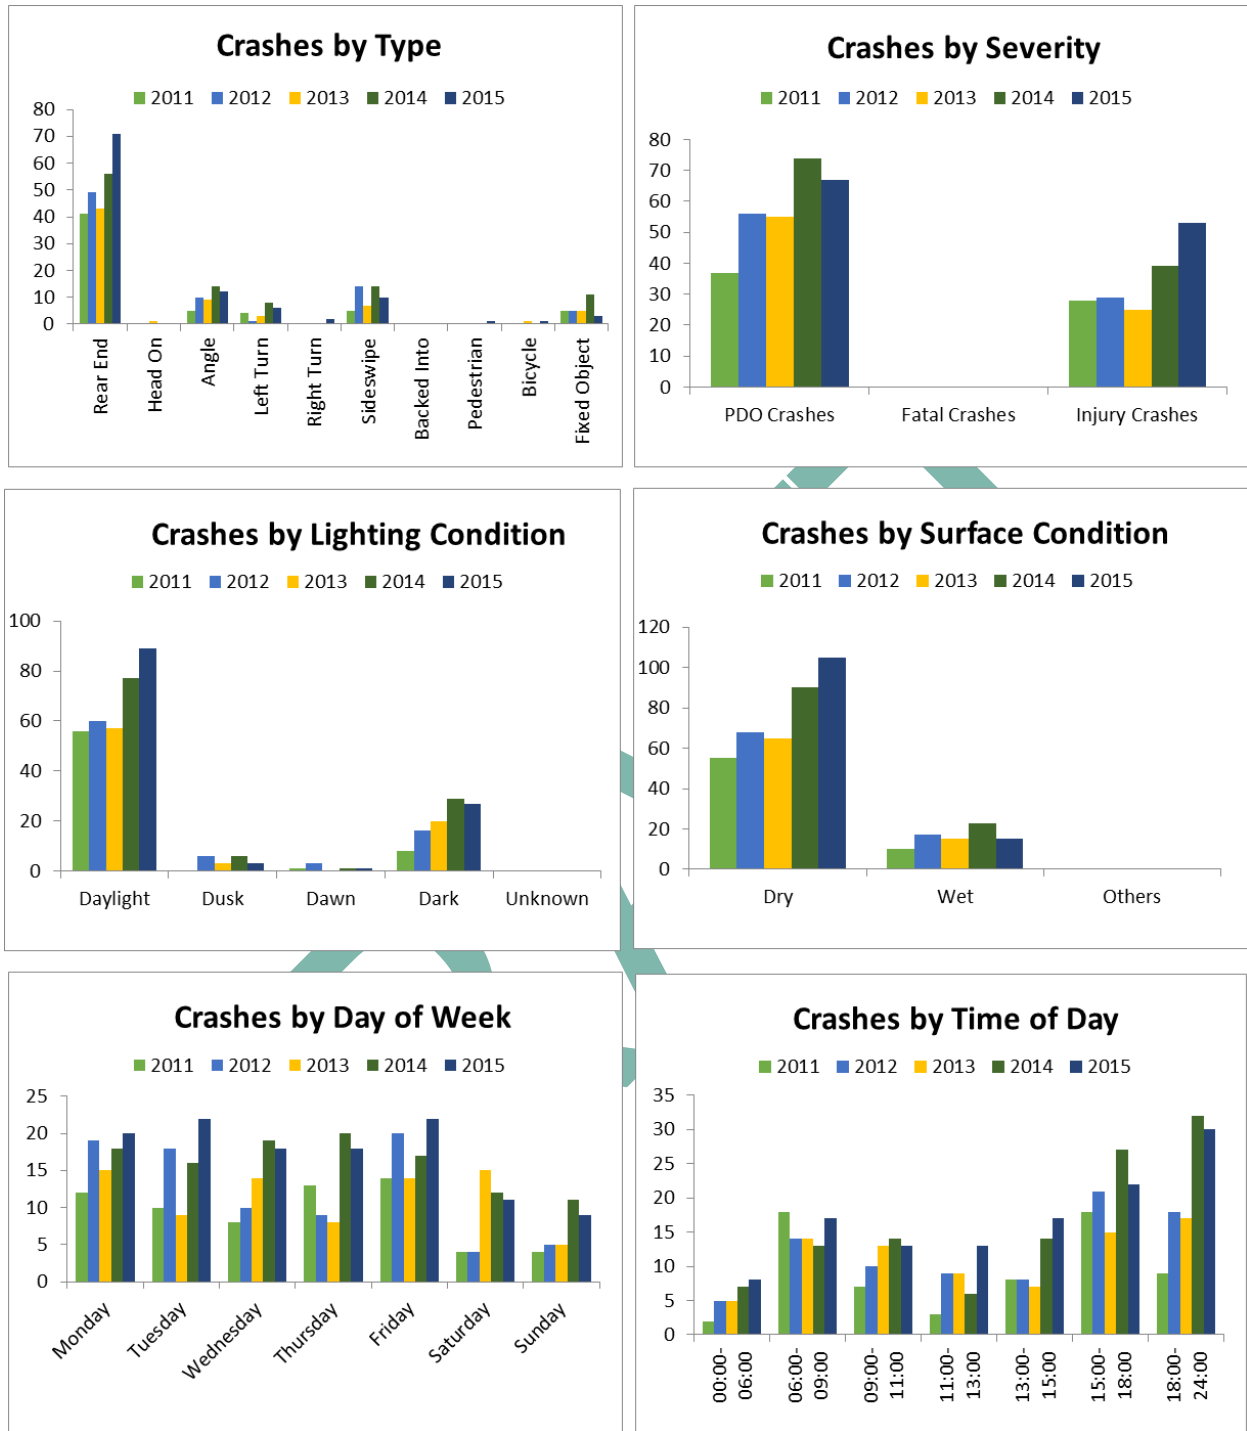 Crashes by Type
2011 2012 2013 2014 2015
80
70
60
50
40
30
20
10
0
Rear End
Head On
Angle
Left Turn
Right Turn
Sideswipe
Backed Into
Pedestrian
Bicycle
Fixed Object
Crashes by Severity
2011 2012 2013 2014 2015
80
70
60
50
40
30
20
10
0
PDO Crashes Fatal Crashes Injury Crashes
Crashes by Lighting Condition
2011 2012 2013 2014 2015
100
80
60
40
20
0
Daylight Dusk Dawn Dark Unknown
Crashes by Surface Condition
2011 2012 2013 2014 2015
120
100
80
60
40
20
0
Dry Wet Others
Crashes by Day of Week
2011 2012 2013 2014 2015
25
20
15
10
5
0
Monday
Tuesday
Wednesday
Thursday
Friday
Saturday
Sunday
Crashes by Time of Day
2011 2012 2013 2014 2015
35
30
25
20
15
10
5
0
00:00-
06:00
06:00-
09:00
09:00-
11:00
11:00-
13:00
13:00-
15:00
15:00-
18:00
18:00-
24:00